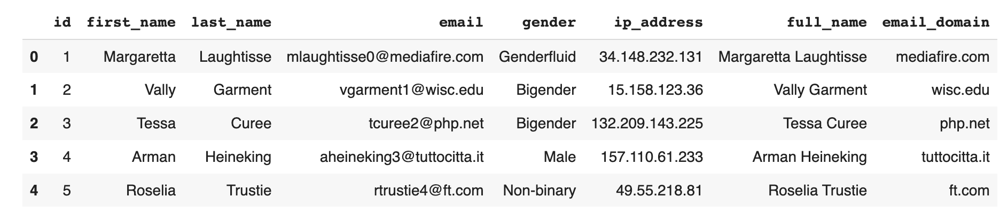 id first_name last_name email gender ip_address full_name email_domain
0 1 Margaretta Laughtisse mlaughtisse0@mediafire.com Genderfluid 34.148.232.131 Margaretta Laughtisse mediafire.com
1 2 Vally Garment vgarment1@wisc.edu Bigender 15.158.123.36 Vally Garment wisc.edu
2 3 Tessa Curee tcuree2@php.net Bigender 132.209.143.225 Tessa Curee php.net
3 4 Arman Heineking aheineking3@tuttocitta.it Male 157.110.61.233 Arman Heineking tuttocitta.it
4 5 Roselia Trustie rtrustie4@ft.com Non-binary 49.55.218.81 Roselia Trustie ft.com